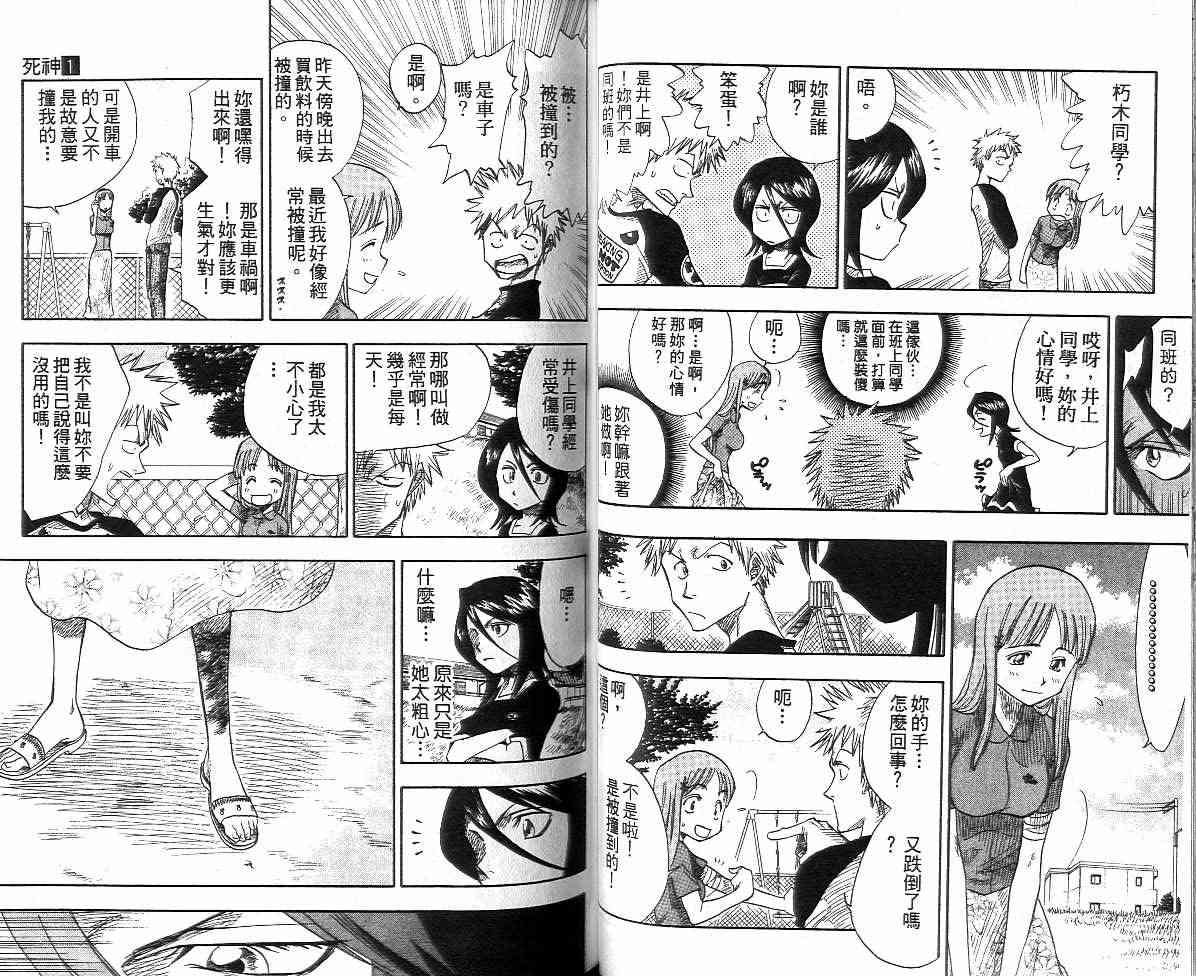 朽木同學?
唔。
妳是誰
啊?
笨蛋!
是井上啊
!妳們不是
同班的嗎!
同班的?
哎呀,井上
同學,妳的
心情好嗎!
這傢伙…
在班上同學
面前,打算
就這麼裝傻
嗎…
呃…
啊…是啊,
那妳的心情
好嗎?
妳幹嘛跟著
她做啊!
妳的手…
怎麼回事?
又跌倒了嗎
?
呃…
啊,
這個?
不是啦!
是被撞到的!
死神1
被…
被撞到的?
是車子
嗎?
是啊。
昨天傍晚出去
買飲料的時候
被撞的。
最近我好像經
常被撞呢。
妳還嘿得
出來啊!
那是車禍啊
!妳應該更
生氣才對!
可是開車
的人又不
是故意要
撞我的…
井上同學經
常受傷嗎?
那哪叫做
經常啊!
幾乎是每
天!
都是我太
不小心了
…
我不是叫妳不要
把自己說得這麼
沒用的嗎!
嗯…
什麼嘛
…
原來只是
她太粗心…